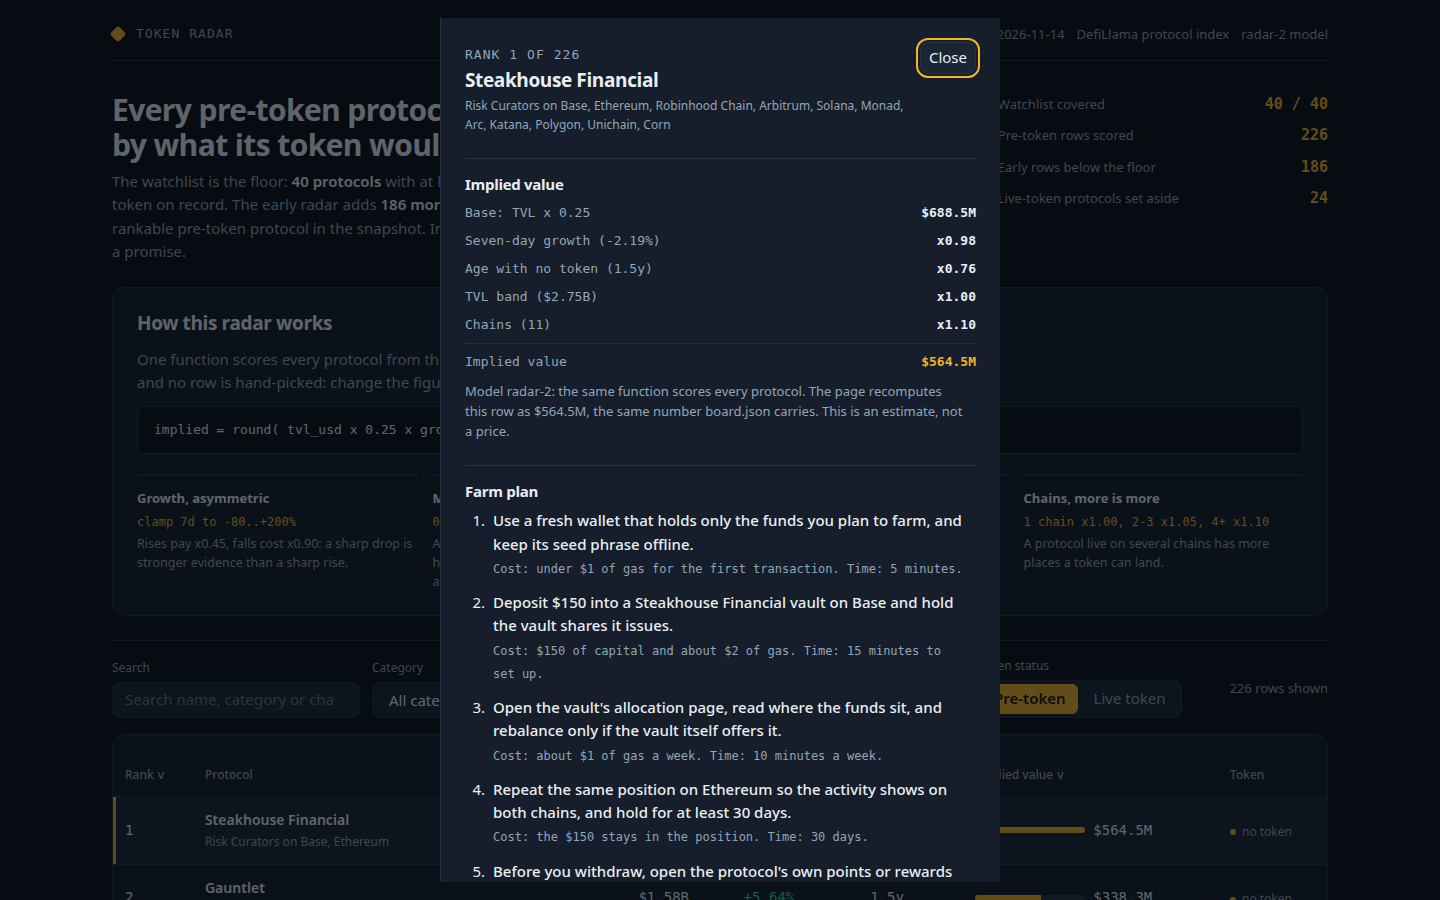 TOKEN RADAR
2026-11-14 DefiLlama protocol index radar-2 model
Every pre-token protoc
by what its token woul
The watchlist is the floor: 40 protocols with at l
token on record. The early radar adds 186 mor
rankable pre-token protocol in the snapshot. Ir
a promise.
Watchlist covered 40 / 40
Pre-token rows scored 226
Early rows below the floor 186
Live-token protocols set aside 24
How this radar works
One function scores every protocol from th
and no row is hand-picked: change the figu
implied = round( tvl_usd x 0.25 x gro
Growth, asymmetric
clamp 7d to -80..+200%
Rises pay x0.45, falls cost x0.90: a sharp drop is
stronger evidence than a sharp rise.
Chains, more is more
1 chain x1.00, 2-3 x1.05, 4+ x1.10
A protocol live on several chains has more
places a token can land.
Search
Search name, category or cha
Category
All cate
en status
Pre-token Live token
226 rows shown
Rank v Protocol lied value v Token
1 Steakhouse Financial $564.5M no token
Risk Curators on Base, Ethereum
2 Gauntlet $1.58B +5.64% 1.5y $338.3M no token
RANK 1 OF 226
Close
Steakhouse Financial
Risk Curators on Base, Ethereum, Robinhood Chain, Arbitrum, Solana, Monad,
Arc, Katana, Polygon, Unichain, Corn
Implied value
Base: TVL x 0.25 $688.5M
Seven-day growth (-2.19%) x0.98
Age with no token (1.5y) x0.76
TVL band ($2.75B) x1.00
Chains (11) x1.10
Implied value $564.5M
Model radar-2: the same function scores every protocol. The page recomputes
this row as $564.5M, the same number board.json carries. This is an estimate, not
a price.
Farm plan
1. Use a fresh wallet that holds only the funds you plan to farm, and
keep its seed phrase offline.
Cost: under $1 of gas for the first transaction. Time: 5 minutes.
2. Deposit $150 into a Steakhouse Financial vault on Base and hold
the vault shares it issues.
Cost: $150 of capital and about $2 of gas. Time: 15 minutes to
set up.
3. Open the vault's allocation page, read where the funds sit, and
rebalance only if the vault itself offers it.
Cost: about $1 of gas a week. Time: 10 minutes a week.
4. Repeat the same position on Ethereum so the activity shows on
both chains, and hold for at least 30 days.
Cost: the $150 stays in the position. Time: 30 days.
5. Before you withdraw, open the protocol's own points or rewards